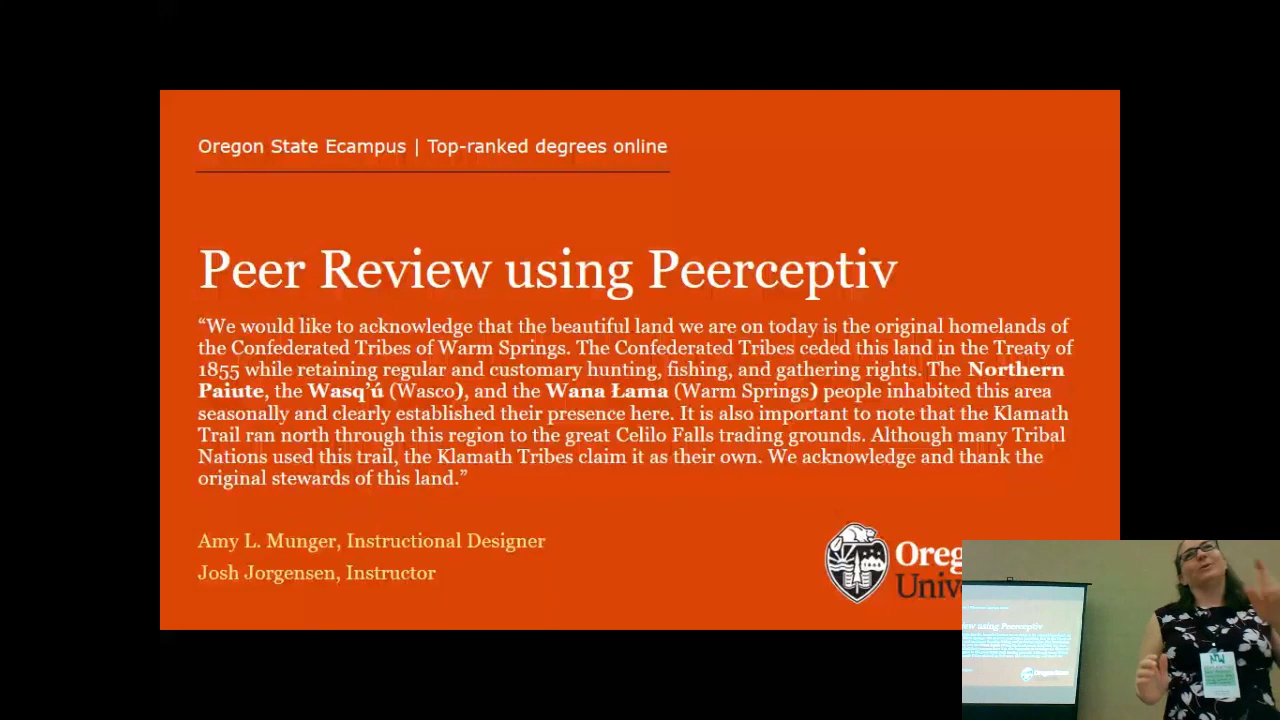 Oregon State Ecampus | Top-ranked degrees online
Peer Review using Peerceptiv
“We would like to acknowledge that the beautiful land we are on today is the original homelands of
the Confederated Tribes of Warm Springs. The Confederated Tribes ceded this land in the Treaty of
1855 while retaining regular and customary hunting, fishing, and gathering rights. The Northern
Paiute, the Wasq’ú (Wasco), and the Wana Łama (Warm Springs) people inhabited this area
seasonally and clearly established their presence here. It is also important to note that the Klamath
Trail ran north through this region to the great Celilo Falls trading grounds. Although many Tribal
Nations used this trail, the Klamath Tribes claim it as their own. We acknowledge and thank the
original stewards of this land.”
Amy L. Munger, Instructional Designer
Josh Jorgensen, Instructor
Oreg
Unive
ew using Peerceptiv